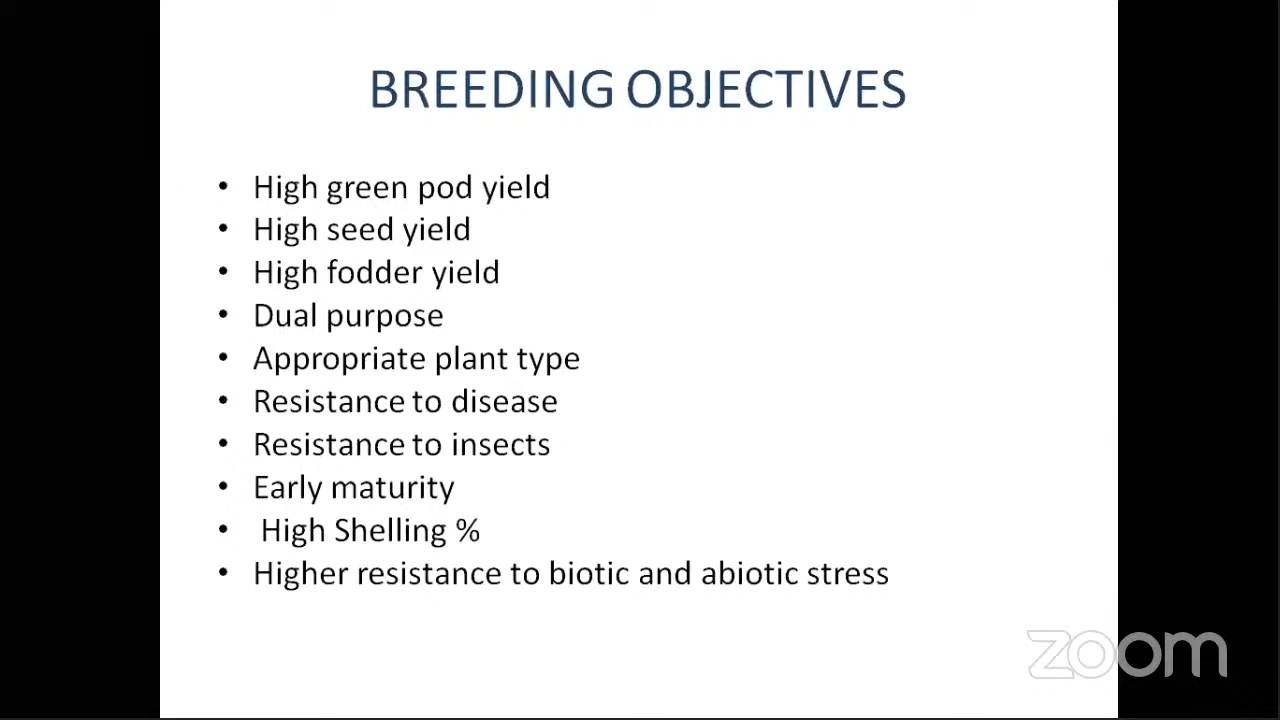 BREEDING OBJECTIVES
• High green pod yield
• High seed yield
• High fodder yield
• Dual purpose
• Appropriate plant type
• Resistance to disease
• Resistance to insects
• Early maturity
• High Shelling %
• Higher resistance to biotic and abiotic stress
zoom